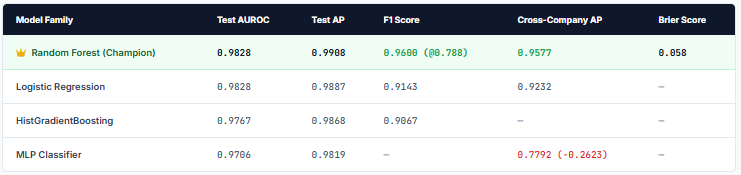 Model Family Test AUROC Test AP F1 Score Cross-Company AP Brier Score
Random Forest (Champion) 0.9828 0.9908 0.9600 (@0.788) 0.9577 0.058
Logistic Regression 0.9828 0.9887 0.9143 0.9232 —
HistGradientBoosting 0.9767 0.9868 0.9067 — —
MLP Classifier 0.9706 0.9819 — 0.7792 (-0.2623) —